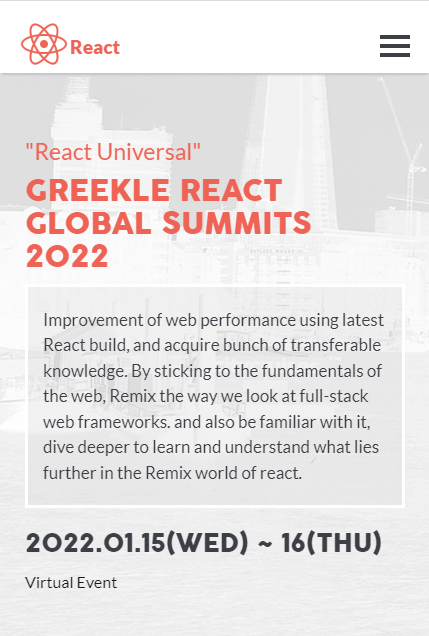 React
"React Universal"
GREEKLE REACT
GLOBAL SUMMITS
2022
Improvement of web performance using latest
React build, and acquire bunch of transferable
knowledge. By sticking to the fundamentals of
the web, Remix the way we look at full-stack
web frameworks. and also be familiar with it,
dive deeper to learn and understand what lies
further in the Remix world of react.
2022.01.15(WED) ~ 16(THU)
Virtual Event